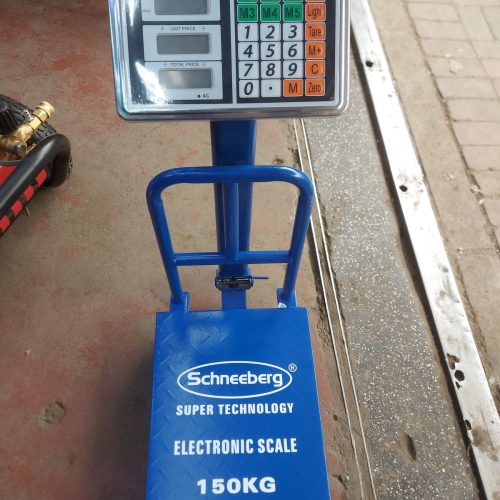 M3 M4 M5 Light
UNIT PRICE
1 2 3 Tare
4 5 6 M+
TOTAL PRICE
7 8 9 C
AC
0 · M Zero
Schneeberg®
SUPER TECHNOLOGY
ELECTRONIC SCALE
150KG